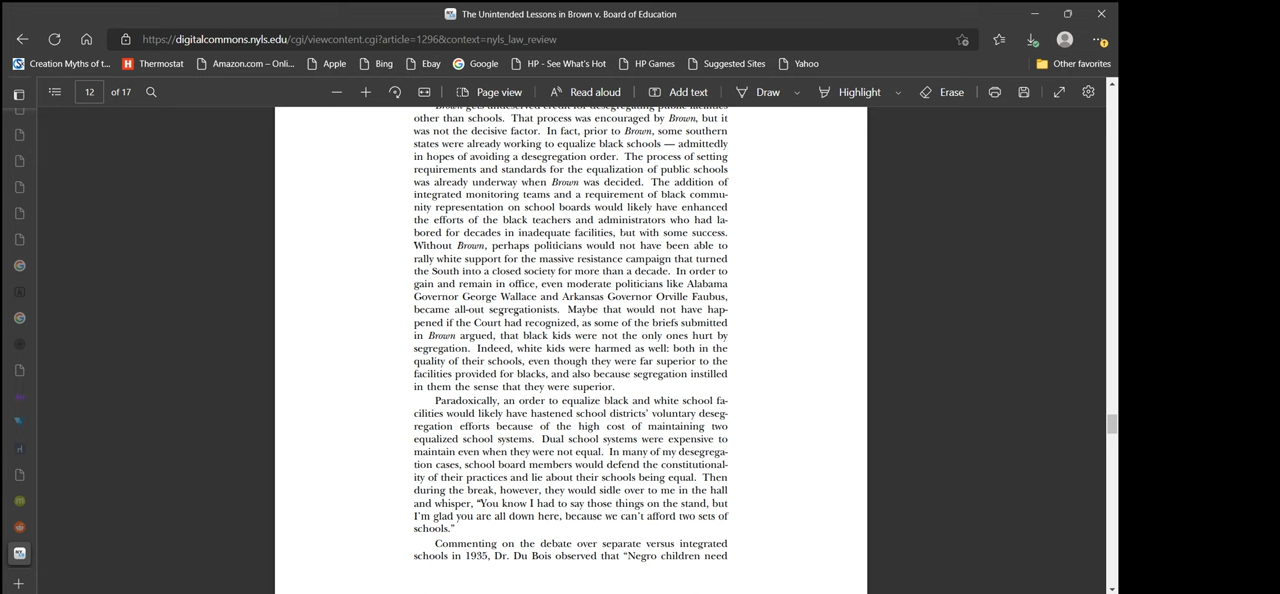 The Unintended Lessons in Brown v. Board of Education
https://digitalcommons.nyls.edu/cgi/viewcontent.cgi?article=1296&context=nyls_law_review
Creation Myths of t... Thermostat Amazon.com – Onli... Apple Bing Ebay Google HP - See What's Hot HP Games Suggested Sites Yahoo Other favorites
12 of 17 Page view Read aloud Add text Draw Highlight Erase
Brown gets undeserved credit for desegregating public facilities
other than schools. That process was encouraged by Brown, but it
was not the decisive factor. In fact, prior to Brown, some southern
states were already working to equalize black schools — admittedly
in hopes of avoiding a desegregation order. The process of setting
requirements and standards for the equalization of public schools
was already underway when Brown was decided. The addition of
integrated monitoring teams and a requirement of black commu-
nity representation on school boards would likely have enhanced
the efforts of the black teachers and administrators who had la-
bored for decades in inadequate facilities, but with some success.
Without Brown, perhaps politicians would not have been able to
rally white support for the massive resistance campaign that turned
the South into a closed society for more than a decade. In order to
gain and remain in office, even moderate politicians like Alabama
Governor George Wallace and Arkansas Governor Orville Faubus,
became all-out segregationists. Maybe that would not have hap-
pened if the Court had recognized, as some of the briefs submitted
in Brown argued, that black kids were not the only ones hurt by
segregation. Indeed, white kids were harmed as well: both in the
quality of their schools, even though they were far superior to the
facilities provided for blacks, and also because segregation instilled
in them the sense that they were superior.
Paradoxically, an order to equalize black and white school fa-
cilities would likely have hastened school districts' voluntary deseg-
regation efforts because of the high cost of maintaining two
equalized school systems. Dual school systems were expensive to
maintain even when they were not equal. In many of my desegrega-
tion cases, school board members would defend the constitutional-
ity of their practices and lie about their schools being equal. Then
during the break, however, they would sidle over to me in the hall
and whisper, "You know I had to say those things on the stand, but
I'm glad you are all down here, because we can't afford two sets of
schools."
Commenting on the debate over separate versus integrated
schools in 1935, Dr. Du Bois observed that "Negro children need